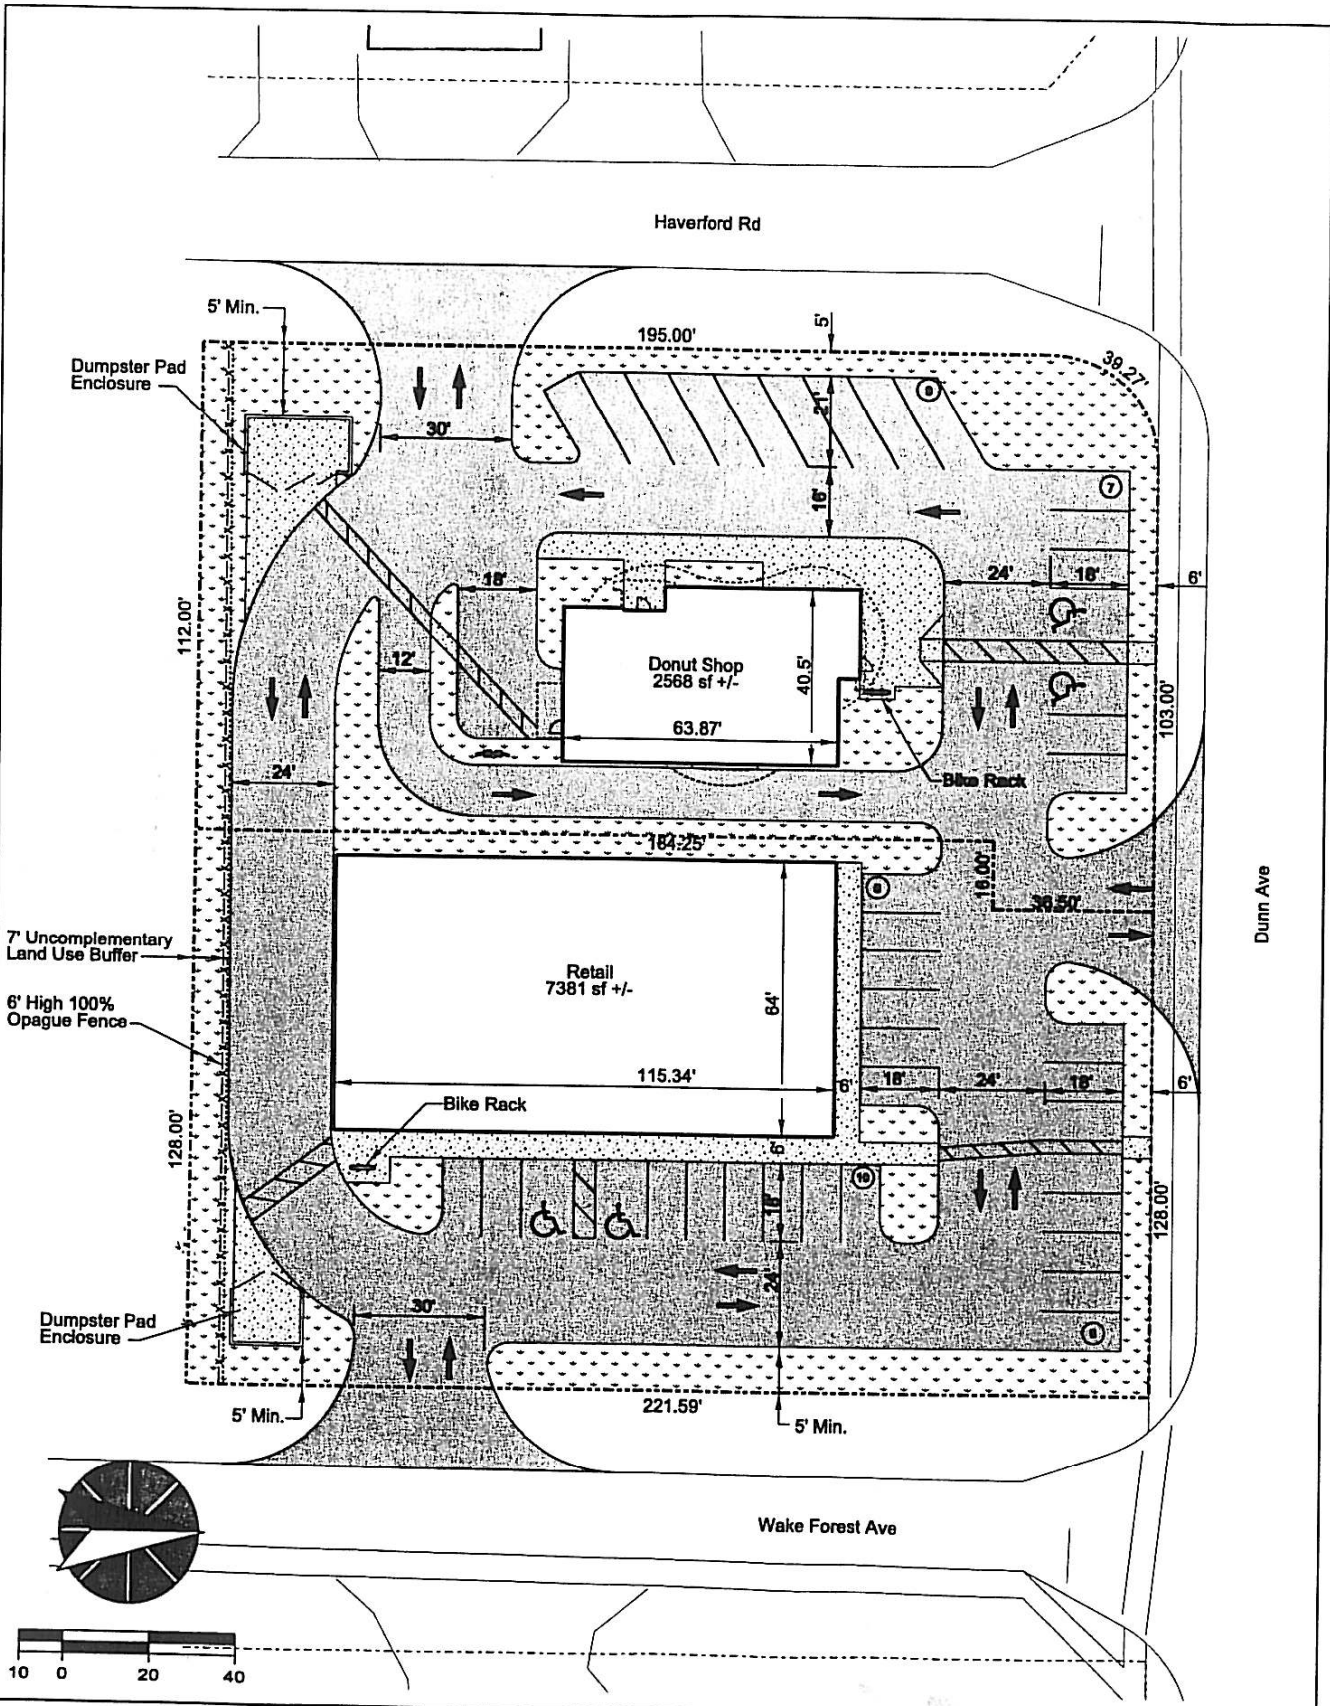 Haverford Rd
5' Min.
195.00'
5'
39.27'
Dumpster Pad
Enclosure
30'
21'
9
7
16'
18'
24'
18'
6'
112.00'
12'
Donut Shop
2568 sf +/-
40.5'
63.87'
103.00'
24'
Bike Rack
184.25'
16.00'
36.50'
Dunn Ave
7' Uncomplementary
Land Use Buffer
Retail
7381 sf +/-
64'
6' High 100%
Opague Fence
115.34'
6'
18'
24'
18'
6'
Bike Rack
128.00'
6'
10
18'
128.00'
24'
Dumpster Pad
Enclosure
30'
5' Min.
221.59'
5' Min.
Wake Forest Ave
10 0 20 40